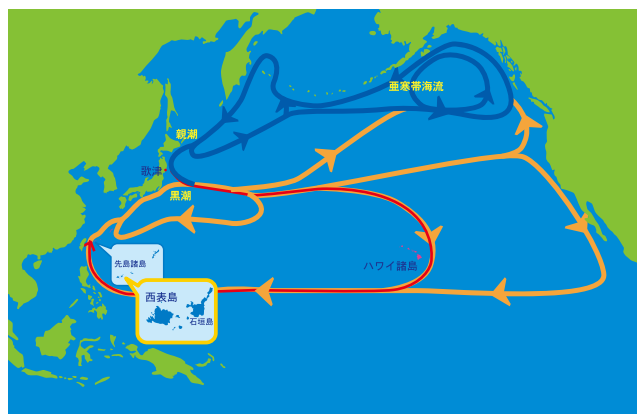 亜寒帯海流
親潮
歌津
黒潮
ハワイ諸島
先島諸島
西表島
石垣島